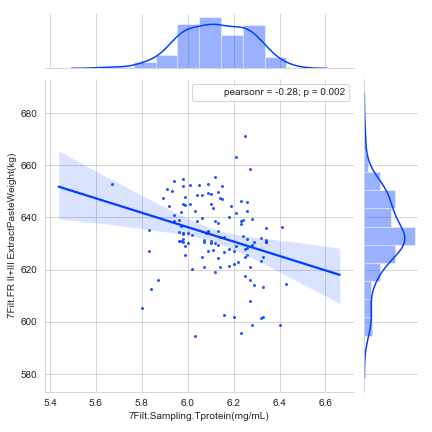 pearsonr = -0.28; p = 0.002
680
660
640
620
600
580
7Filt.FR II+III ExtractPasteWeight(kg)
5.4 5.6 5.8 6.0 6.2 6.4 6.6
7Filt.Sampling.Tprotein(mg/mL)